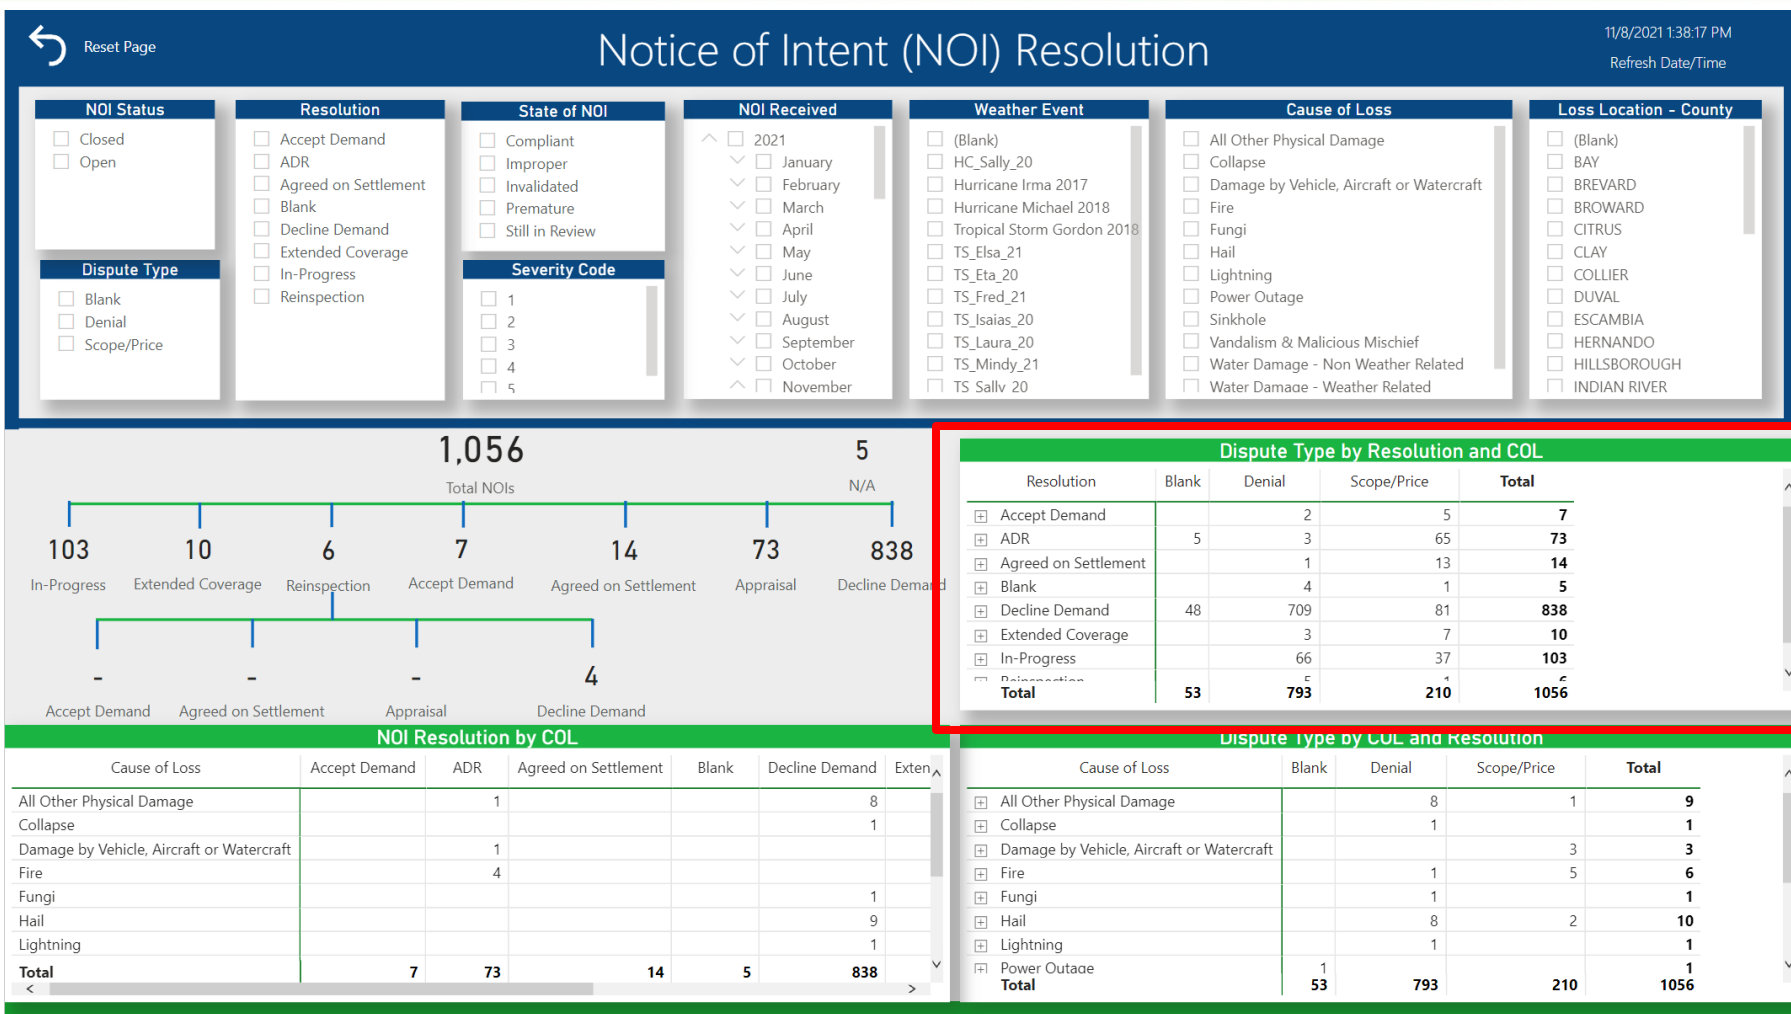 Reset Page
Notice of Intent (NOI) Resolution
11/8/2021 1:38:17 PM
Refresh Date/Time
NOI Status
Closed
Open
Dispute Type
Blank
Denial
Scope/Price
Resolution
Accept Demand
ADR
Agreed on Settlement
Blank
Decline Demand
Extended Coverage
In-Progress
Reinspection
State of NOI
Compliant
Improper
Invalidated
Premature
Still in Review
Severity Code
1
2
3
4
5
NOI Received
2021
January
February
March
April
May
June
July
August
September
October
November
Weather Event
(Blank)
HC_Sally_20
Hurricane Irma 2017
Hurricane Michael 2018
Tropical Storm Gordon 2018
TS_Elsa_21
TS_Eta_20
TS_Fred_21
TS_Isaias_20
TS_Laura_20
TS_Mindy_21
TS_Sally_20
Cause of Loss
All Other Physical Damage
Collapse
Damage by Vehicle, Aircraft or Watercraft
Fire
Fungi
Hail
Lightning
Power Outage
Sinkhole
Vandalism & Malicious Mischief
Water Damage - Non Weather Related
Water Damage - Weather Related
Loss Location - County
(Blank)
BAY
BREVARD
BROWARD
CITRUS
CLAY
COLLIER
DUVAL
ESCAMBIA
HERNANDO
HILLSBOROUGH
INDIAN RIVER
1,056
Total NOIs
5
N/A
103 10 6 7 14 73 838
In-Progress Extended Coverage Reinspection Accept Demand Agreed on Settlement Appraisal Decline Demand
- - - 4
Accept Demand Agreed on Settlement Appraisal Decline Demand
Dispute Type by Resolution and COL
Resolution Blank Denial Scope/Price Total
Accept Demand 2 5 7
ADR 5 3 65 73
Agreed on Settlement 1 13 14
Blank 4 1 5
Decline Demand 48 709 81 838
Extended Coverage 3 7 10
In-Progress 66 37 103
Reinspection 5 1 6
Total 53 793 210 1056
NOI Resolution by COL
Cause of Loss Accept Demand ADR Agreed on Settlement Blank Decline Demand Exten
All Other Physical Damage 1 8
Collapse 1
Damage by Vehicle, Aircraft or Watercraft 1
Fire 4
Fungi 1
Hail 9
Lightning 1
Total 7 73 14 5 838
Dispute Type by COL and Resolution
Cause of Loss Blank Denial Scope/Price Total
All Other Physical Damage 8 1 9
Collapse 1 1
Damage by Vehicle, Aircraft or Watercraft 3 3
Fire 1 5 6
Fungi 1 1
Hail 8 2 10
Lightning 1 1
Power Outage 1 1
Total 53 793 210 1056